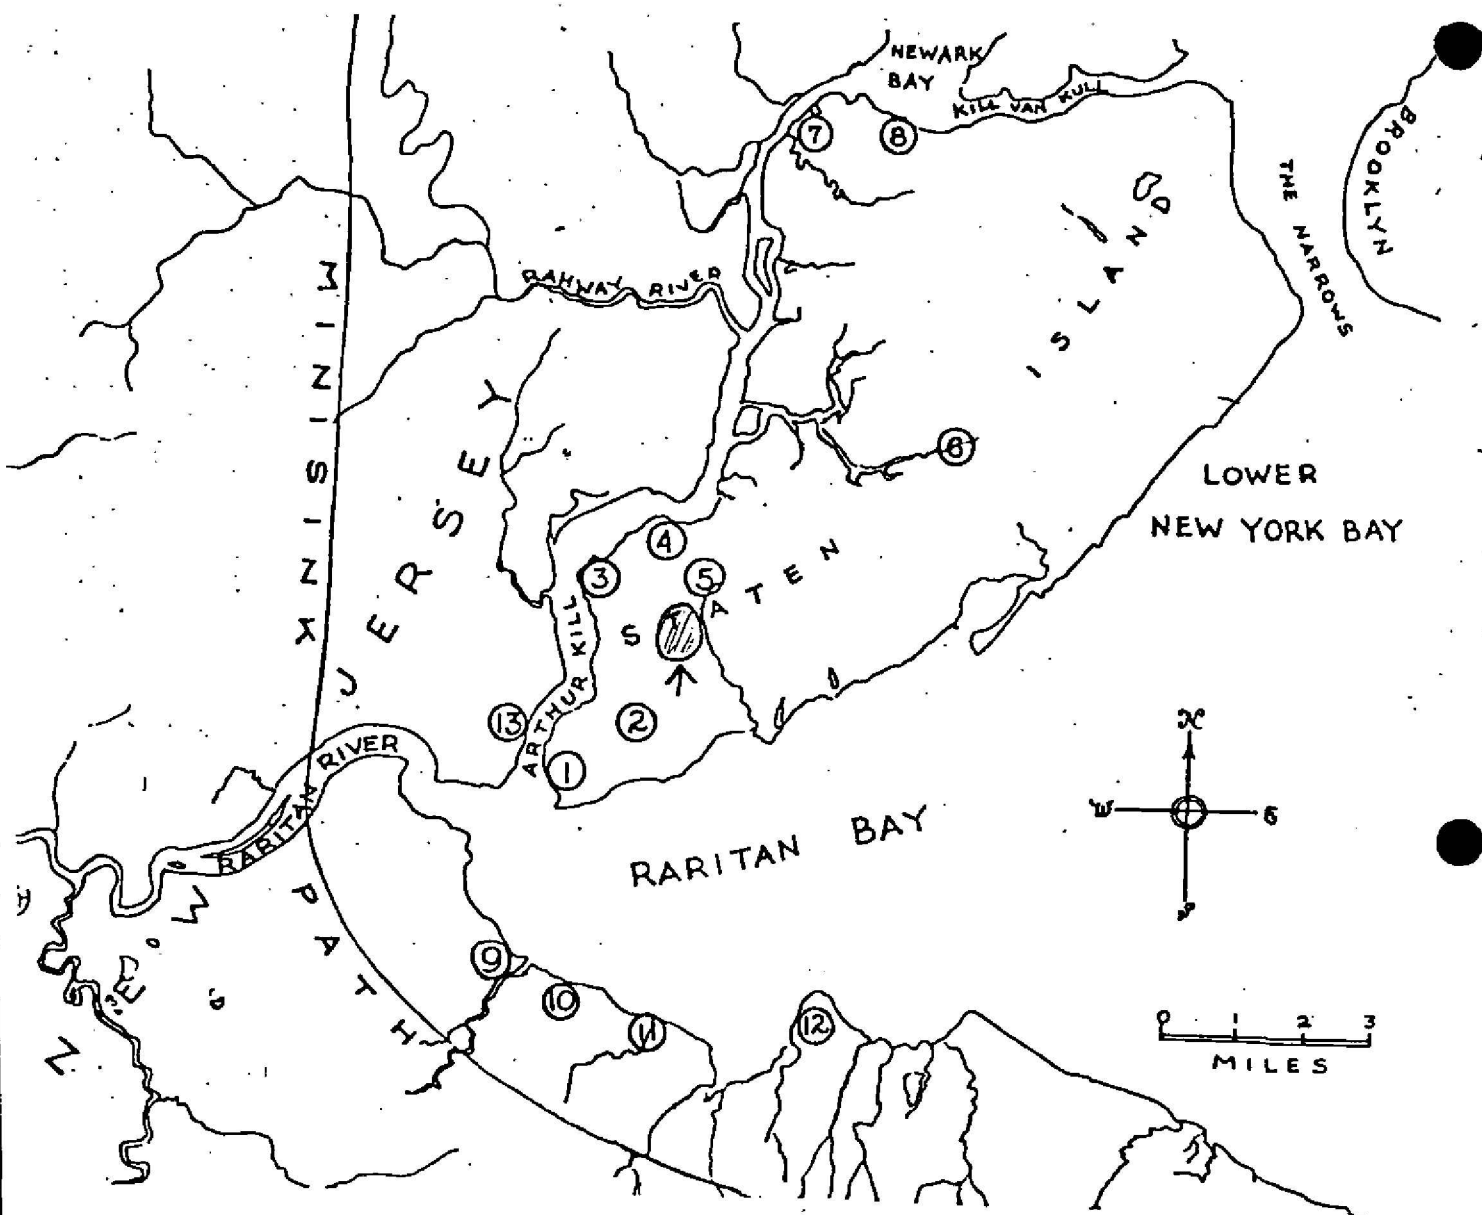 NEWARK
BAY
KILL VAN KULL
BROOKLYN
THE NARROWS
7
8
STATEN ISLAND
RAHWAY RIVER
MINISINK PATH
NEW JERSEY
6
LOWER
NEW YORK BAY
4
3
5
ARTHUR KILL
13
2
1
RARITAN RIVER
RARITAN BAY
N
W
E
S
9
10
11
12
0 1 2 3
MILES